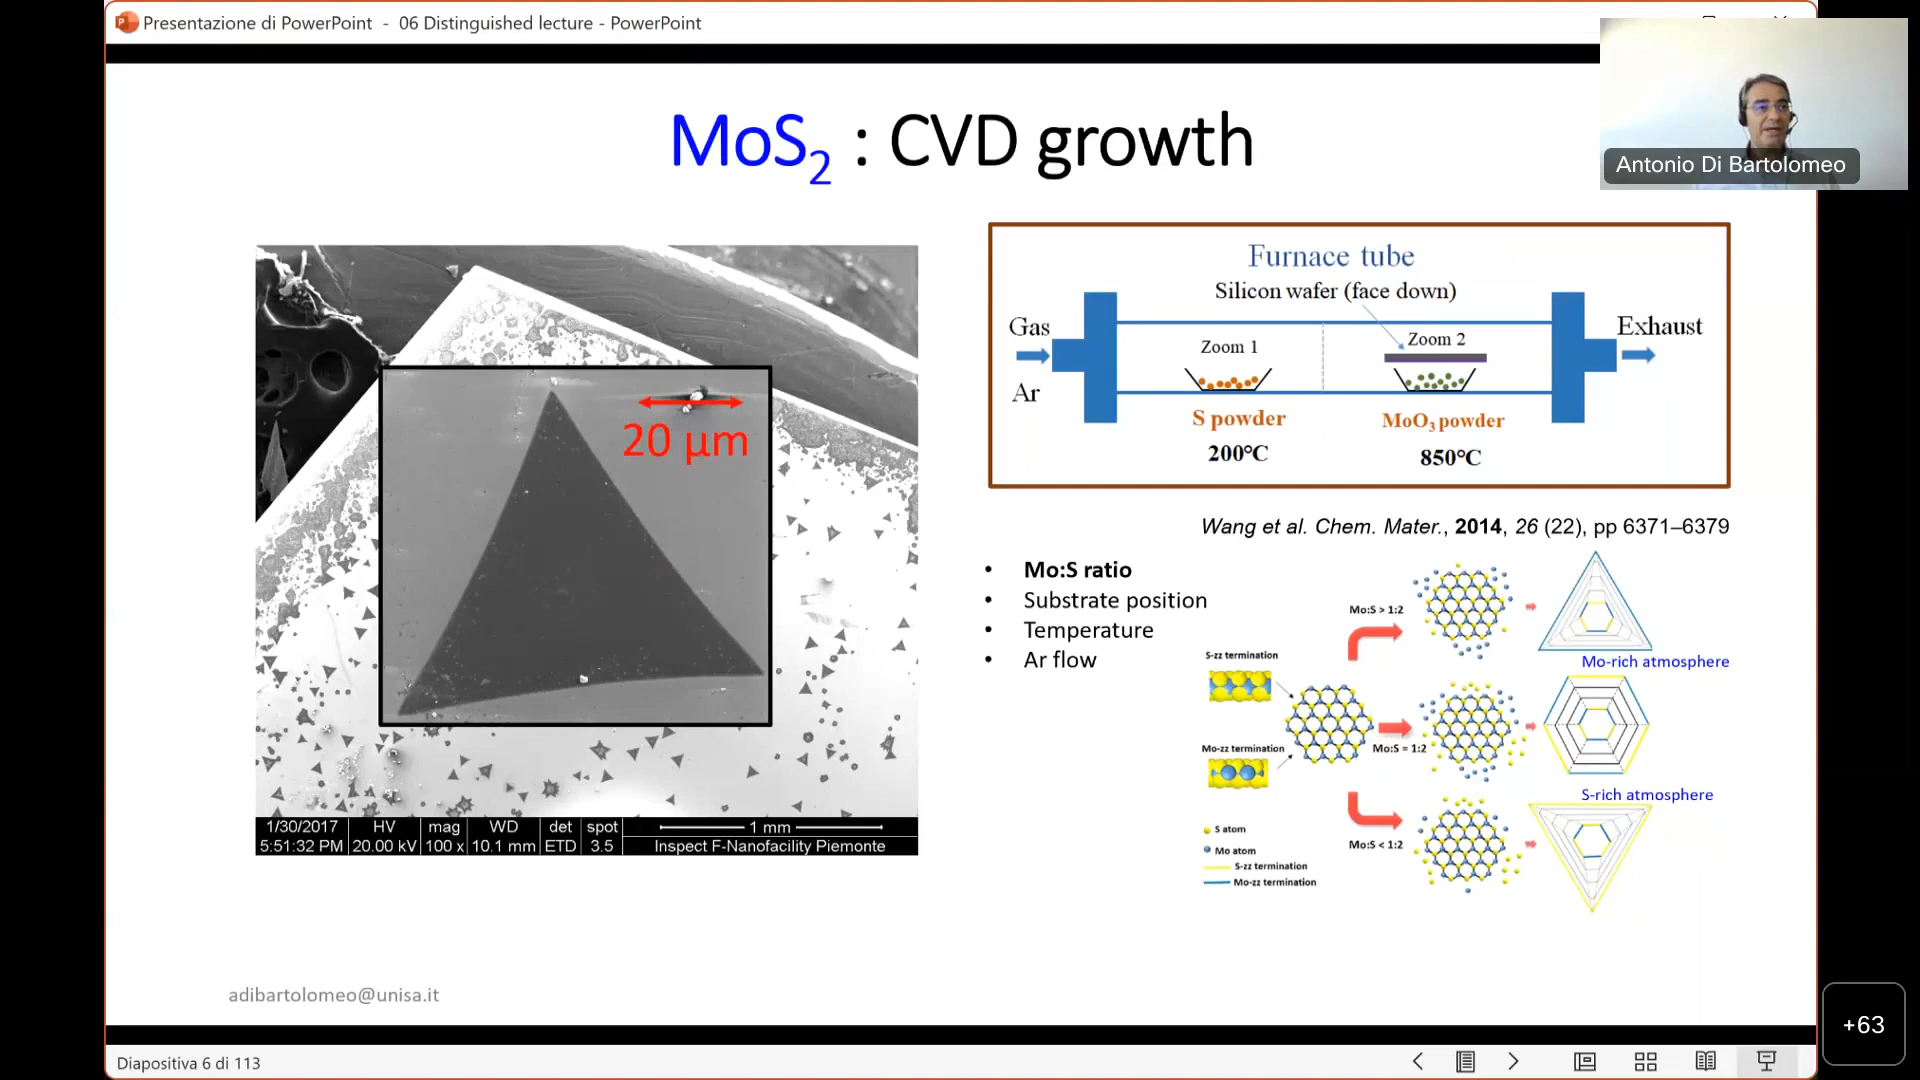 Presentazione di PowerPoint - 06 Distinguished lecture - PowerPoint
Antonio Di Bartolomeo
MoS2 : CVD growth
20 µm
1/30/2017 HV mag WD det spot 1 mm
5:51:32 PM 20.00 kV 100 x 10.1 mm ETD 3.5 Inspect F-Nanofacility Piemonte
Furnace tube
Silicon wafer (face down)
Gas
Ar
Exhaust
Zoom 1
Zoom 2
S powder
MoO3 powder
200℃
850℃
Wang et al. Chem. Mater., 2014, 26 (22), pp 6371–6379
• Mo:S ratio
• Substrate position
• Temperature
• Ar flow
Mo:S > 1:2
Mo-rich atmosphere
S-zz termination
Mo-zz termination
Mo:S = 1:2
S-rich atmosphere
Mo:S < 1:2
S atom
Mo atom
S-zz termination
Mo-zz termination
adibartolomeo@unisa.it
+63
Diapositiva 6 di 113